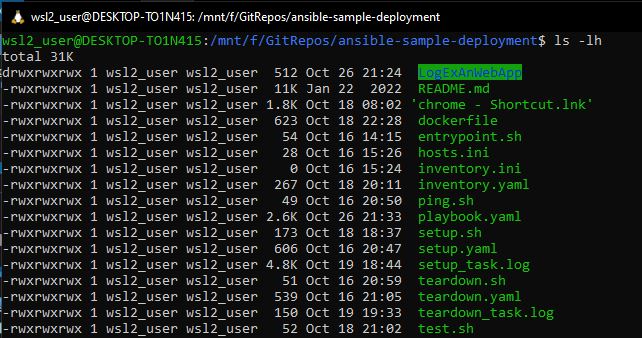 wsl2_user@DESKTOP-TO1N415: /mnt/f/GitRepos/ansible-sample-deployment
wsl2_user@DESKTOP-TO1N415:/mnt/f/GitRepos/ansible-sample-deployment$ ls -lh
total 31K
drwxrwxrwx 1 wsl2_user wsl2_user  512 Oct 26 21:24  LogExAnWebApp
-rwxrwxrwx 1 wsl2_user wsl2_user  11K Jan 22  2022  README.md
-rwxrwxrwx 1 wsl2_user wsl2_user 1.8K Oct 18 08:02 'chrome - Shortcut.lnk'
-rwxrwxrwx 1 wsl2_user wsl2_user  623 Oct 18 22:28  dockerfile
-rwxrwxrwx 1 wsl2_user wsl2_user   54 Oct 16 14:15  entrypoint.sh
-rwxrwxrwx 1 wsl2_user wsl2_user   28 Oct 16 15:26  hosts.ini
-rwxrwxrwx 1 wsl2_user wsl2_user    0 Oct 16 15:24  inventory.ini
-rwxrwxrwx 1 wsl2_user wsl2_user  267 Oct 18 20:11  inventory.yaml
-rwxrwxrwx 1 wsl2_user wsl2_user   49 Oct 16 20:50  ping.sh
-rwxrwxrwx 1 wsl2_user wsl2_user 2.6K Oct 26 21:33  playbook.yaml
-rwxrwxrwx 1 wsl2_user wsl2_user  173 Oct 18 18:37  setup.sh
-rwxrwxrwx 1 wsl2_user wsl2_user  606 Oct 16 20:47  setup.yaml
-rwxrwxrwx 1 wsl2_user wsl2_user 4.8K Oct 19 18:44  setup_task.log
-rwxrwxrwx 1 wsl2_user wsl2_user   51 Oct 16 20:59  teardown.sh
-rwxrwxrwx 1 wsl2_user wsl2_user  539 Oct 16 21:05  teardown.yaml
-rwxrwxrwx 1 wsl2_user wsl2_user  150 Oct 19 19:33  teardown_task.log
-rwxrwxrwx 1 wsl2_user wsl2_user   52 Oct 18 21:02  test.sh